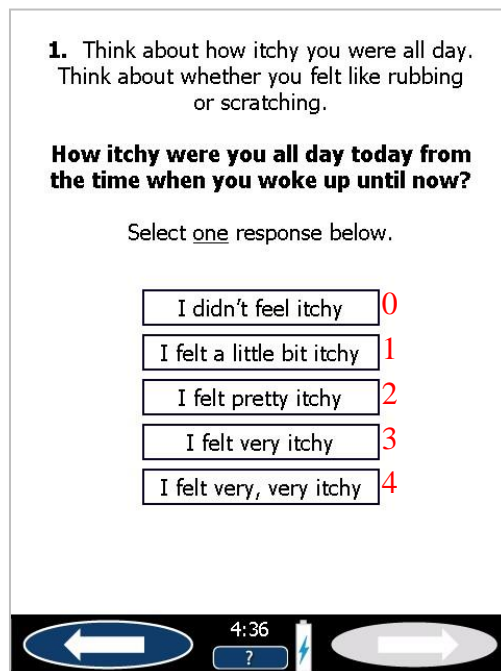 1. Think about how itchy you were all day.
Think about whether you felt like rubbing
or scratching.
How itchy were you all day today from
the time when you woke up until now?
Select one response below.
I didn't feel itchy 0
I felt a little bit itchy 1
I felt pretty itchy 2
I felt very itchy 3
I felt very, very itchy 4
4:36
?